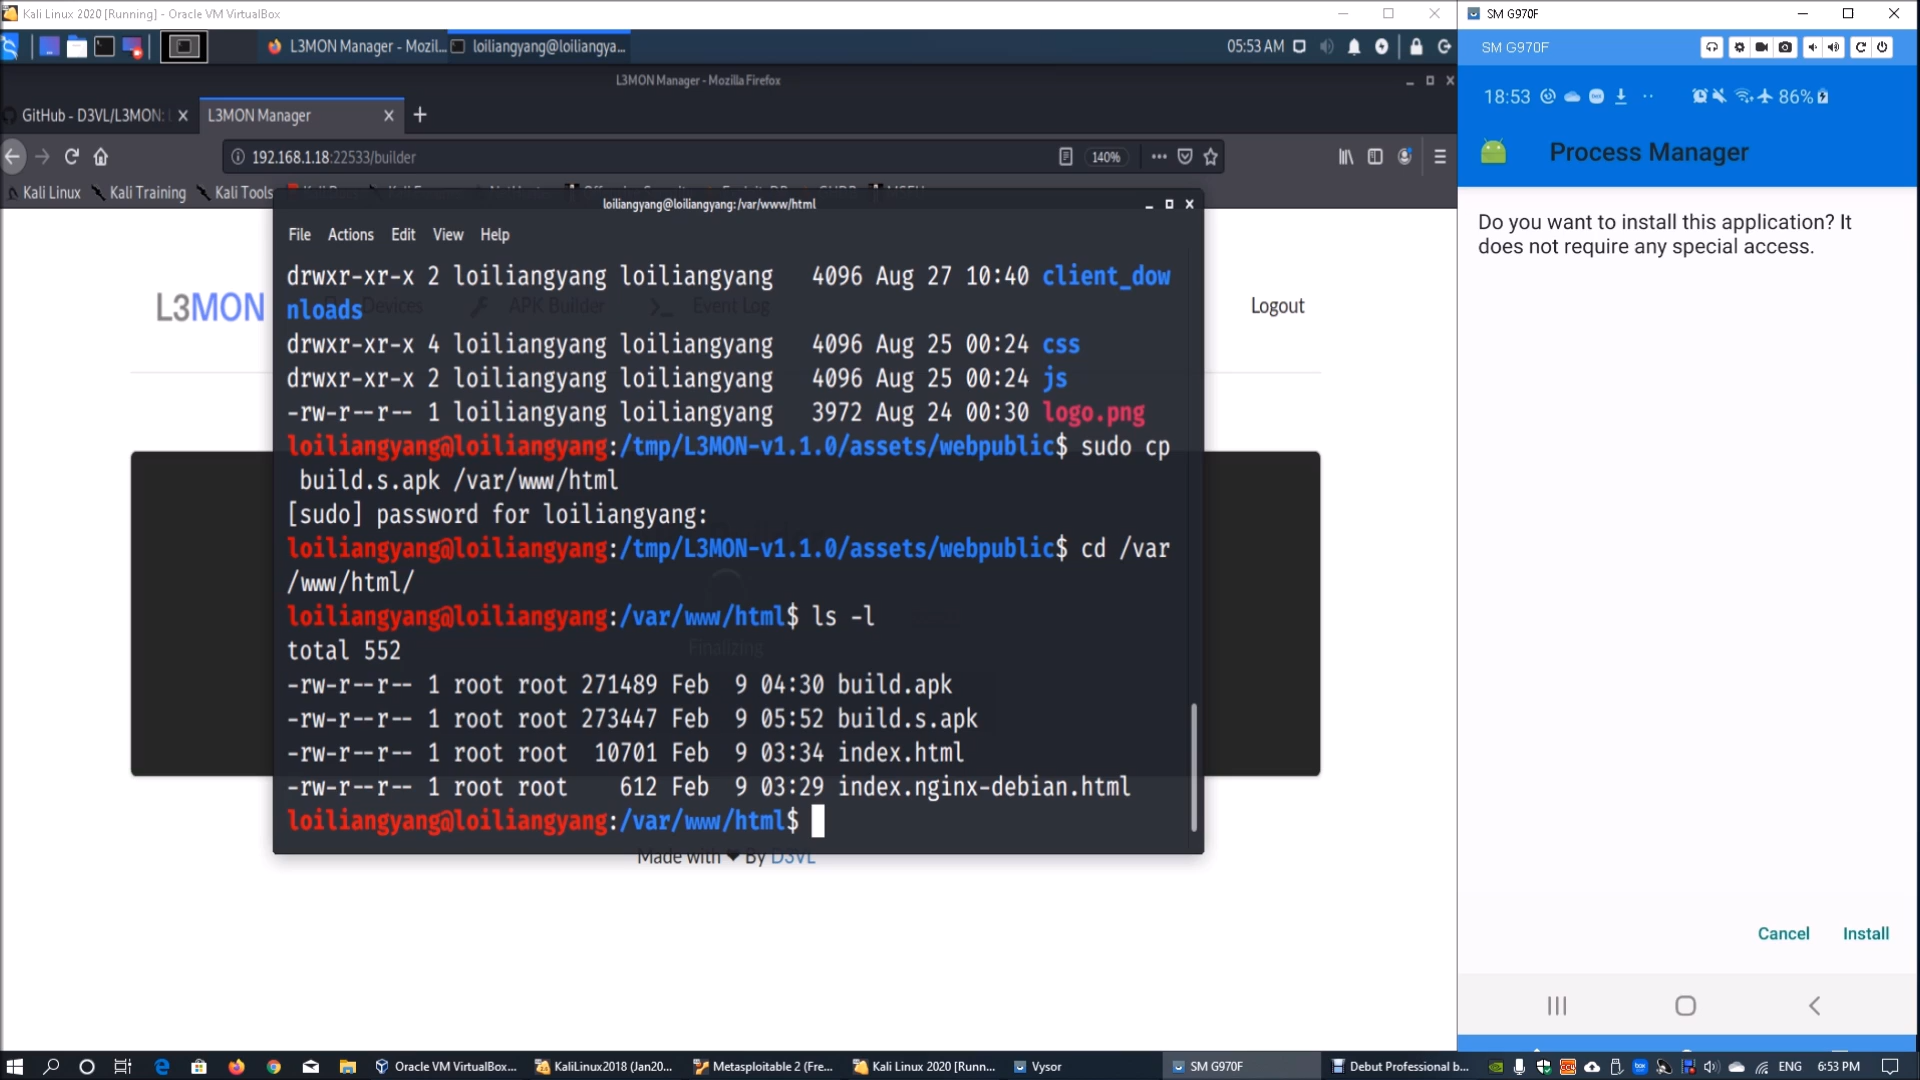 Kali Linux 2020 [Running] - Oracle VM VirtualBox
L3MON Manager - Mozil...
loiliangyang@loiliangya...
05:53 AM
L3MON Manager - Mozilla Firefox
GitHub - D3VL/L3MON:
L3MON Manager
192.168.1.18:22533/builder
140%
Kali Linux
Kali Training
Kali Tools
loiliangyang@loiliangyang:/var/www/html
File Actions Edit View Help
L3MON
Devices
APK Builder
Event Log
Logout
drwxr-xr-x 2 loiliangyang loiliangyang 4096 Aug 27 10:40 client_dow
nloads
drwxr-xr-x 4 loiliangyang loiliangyang 4096 Aug 25 00:24 css
drwxr-xr-x 2 loiliangyang loiliangyang 4096 Aug 25 00:24 js
-rw-r--r-- 1 loiliangyang loiliangyang 3972 Aug 24 00:30 logo.png
loiliangyang@loiliangyang:/tmp/L3MON-v1.1.0/assets/webpublic$ sudo cp
build.s.apk /var/www/html
[sudo] password for loiliangyang:
loiliangyang@loiliangyang:/tmp/L3MON-v1.1.0/assets/webpublic$ cd /var
/www/html/
loiliangyang@loiliangyang:/var/www/html$ ls -l
total 552
Finalizing
-rw-r--r-- 1 root root 271489 Feb 9 04:30 build.apk
-rw-r--r-- 1 root root 273447 Feb 9 05:52 build.s.apk
-rw-r--r-- 1 root root 10701 Feb 9 03:34 index.html
-rw-r--r-- 1 root root 612 Feb 9 03:29 index.nginx-debian.html
loiliangyang@loiliangyang:/var/www/html$
Made with ❤ By D3VL
SM G970F
SM G970F
18:53
86%
Process Manager
Do you want to install this application? It
does not require any special access.
Cancel
Install
Oracle VM VirtualBox...
KaliLinux2018 (Jan20...
Metasploitable 2 (Fre...
Kali Linux 2020 [Runn...
Vysor
SM G970F
Debut Professional b...
ENG
6:53 PM